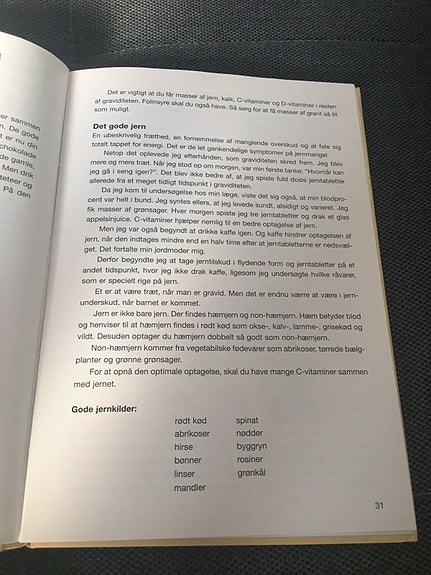 er sammen
n. De gode
t er nu din
chokolade
de gamle,
Men drik
teteer og
På den
Det er vigtigt at du får masser af jern, kalk, C-vitaminer og D-vitaminer i resten
af graviditeten. Folinsyre skal du også have. Så sørg for at få masser af grønt så tit
som muligt.
Det gode jern
En ubeskrivelig træthed, en fornemmelse af manglende overskud og at føle sig
totalt tappet for energi. Det er de let genkendelige symptomer på jernmangel.
Netop det oplevede jeg efterhånden, som graviditeten skred frem. Jeg blev
mere og mere træt. Når jeg stod op om morgen, var min første tanke: "Hvornår kan
jeg gå i seng igen?". Det blev ikke bedre af, at jeg spiste fuld dosis jerntabletter
allerede fra et meget tidligt tidspunkt i graviditeten.
Da jeg kom til undersøgelse hos min læge, viste det sig også, at min blodpro-
cent var helt i bund. Jeg syntes ellers, at jeg levede sundt, alsidigt og varieret. Jeg
fik masser af grønsager. Hver morgen spiste jeg tre jerntabletter og drak et glas
appelsinjuice. C-vitaminer hjælper nemlig til en bedre optagelse af jern.
Men jeg var også begyndt at drikke kaffe igen. Og kaffe hindrer optagelsen af
jern, når den indtages mindre end en halv time efter at jerntabletterne er nedsvæl-
get. Det fortalte min jordmoder mig.
Derfor begyndte jeg at tage jerntilskud i flydende form og jerntabletter på et
andet tidspunkt, hvor jeg ikke drak kaffe, ligesom jeg undersøgte hvilke råvarer,
som er specielt rige på jern.
Et er at være træt, når man er gravid. Men det er endnu værre at være i jern-
underskud, når barnet er kommet.
Jern er ikke bare jern. Der findes hæmjern og non-hæmjern. Hæm betyder blod
og henviser til at hæmjern findes i rødt kød som okse-, kalv-, lamme-, grisekød og
vildt. Desuden optager du hæmjern dobbelt så godt som non-hæmjern.
Non-hæmjern kommer fra vegetabilske fødevarer som abrikoser, tørrede bælg-
planter og grønne grønsager.
For at opnå den optimale optagelse, skal du have mange C-vitaminer sammen
med jernet.
Gode jernkilder:
rødt kød spinat
abrikoser nødder
hirse byggryn
bønner rosiner
linser grønkål
mandler
31